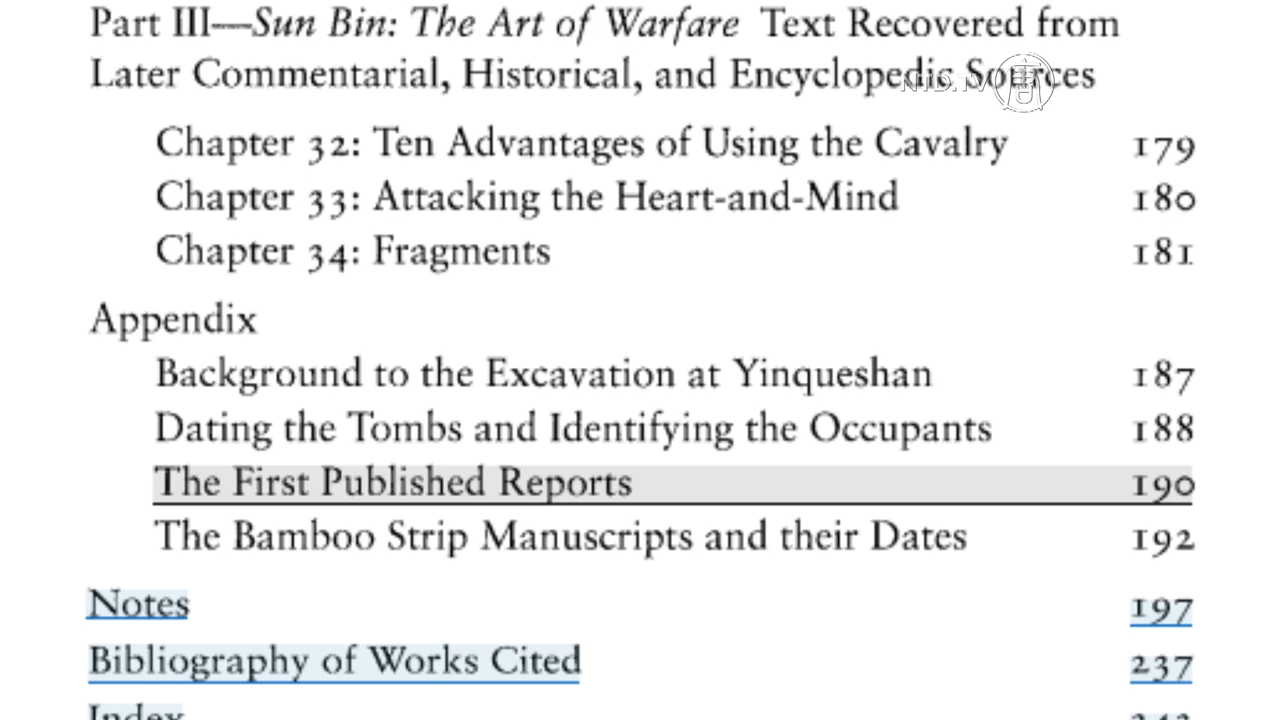 Part III—Sun Bin: The Art of Warfare Text Recovered from
Later Commentarial, Historical, and Encyclopedic Sources
NTD.TV
Chapter 32: Ten Advantages of Using the Cavalry 179
Chapter 33: Attacking the Heart-and-Mind 180
Chapter 34: Fragments 181
Appendix
Background to the Excavation at Yinqueshan 187
Dating the Tombs and Identifying the Occupants 188
The First Published Reports 190
The Bamboo Strip Manuscripts and their Dates 192
Notes 197
Bibliography of Works Cited 237
Index